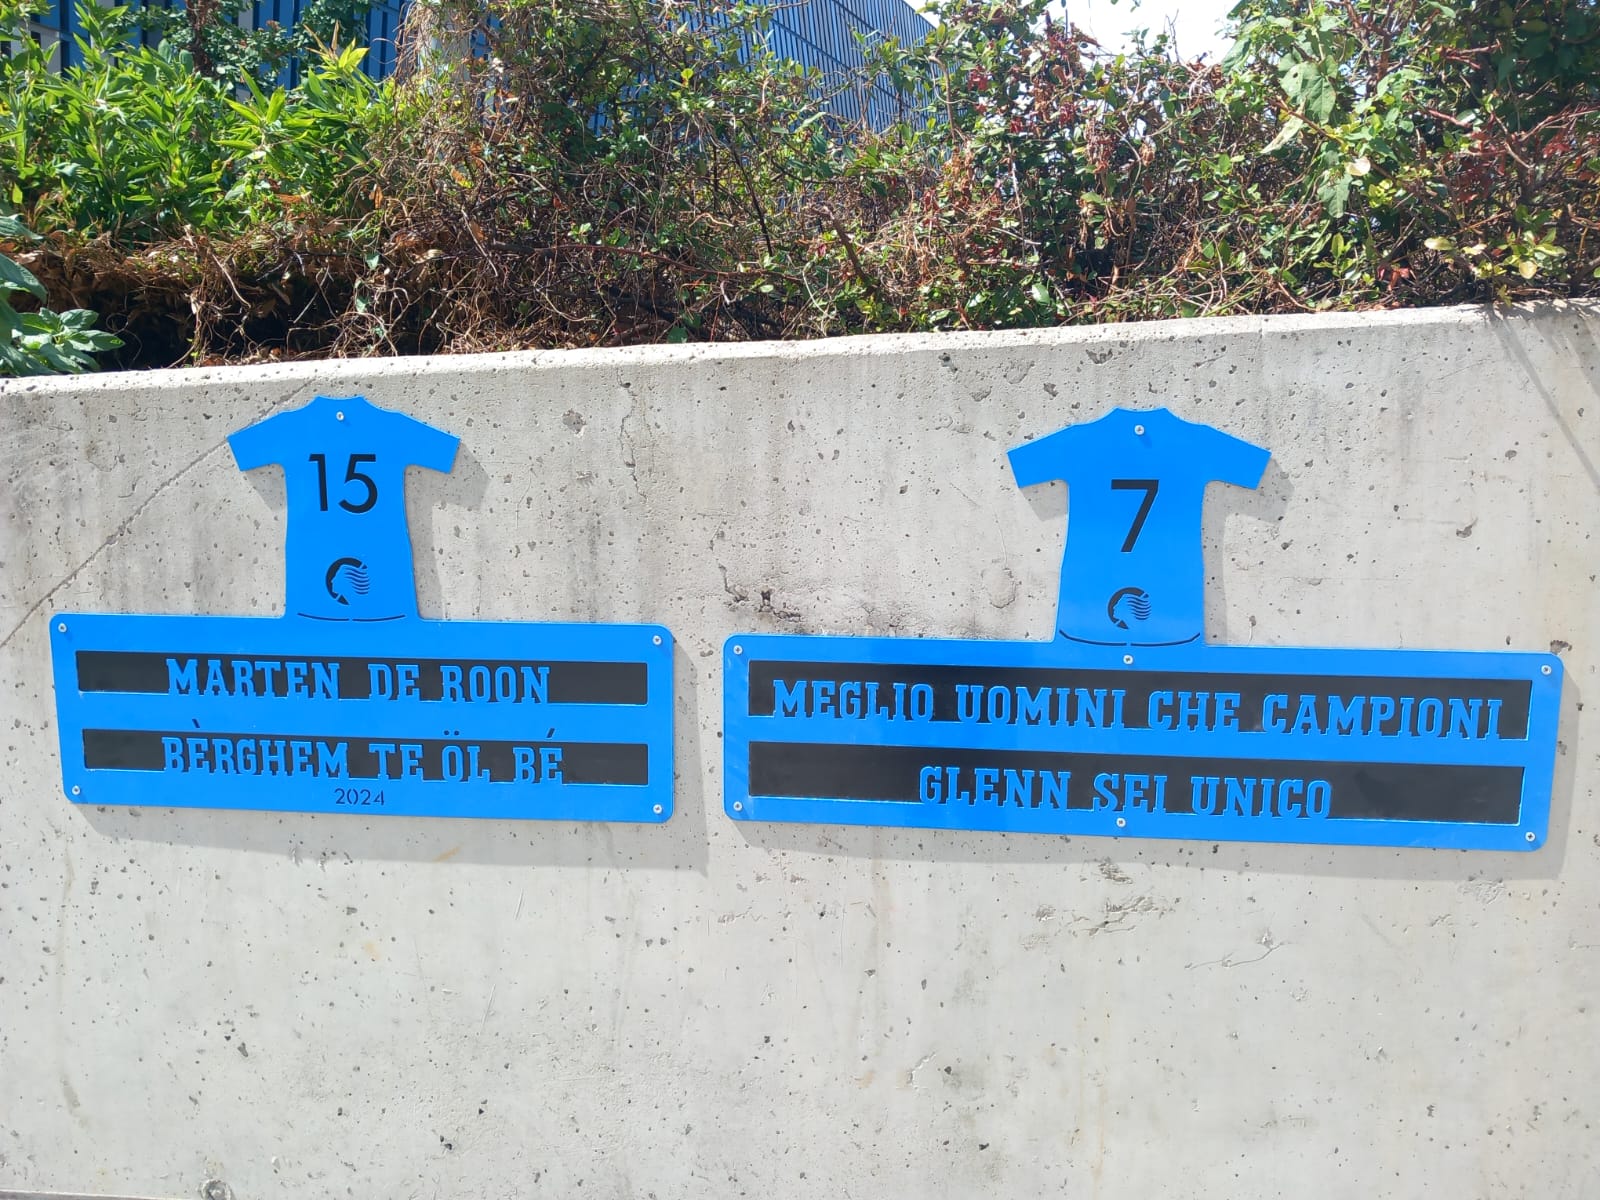 15
MARTEN DE ROON
BÈRGHEM TE ÖL BÉ
2024
7
MEGLIO UOMINI CHE CAMPIONI
GLENN SEI UNICO